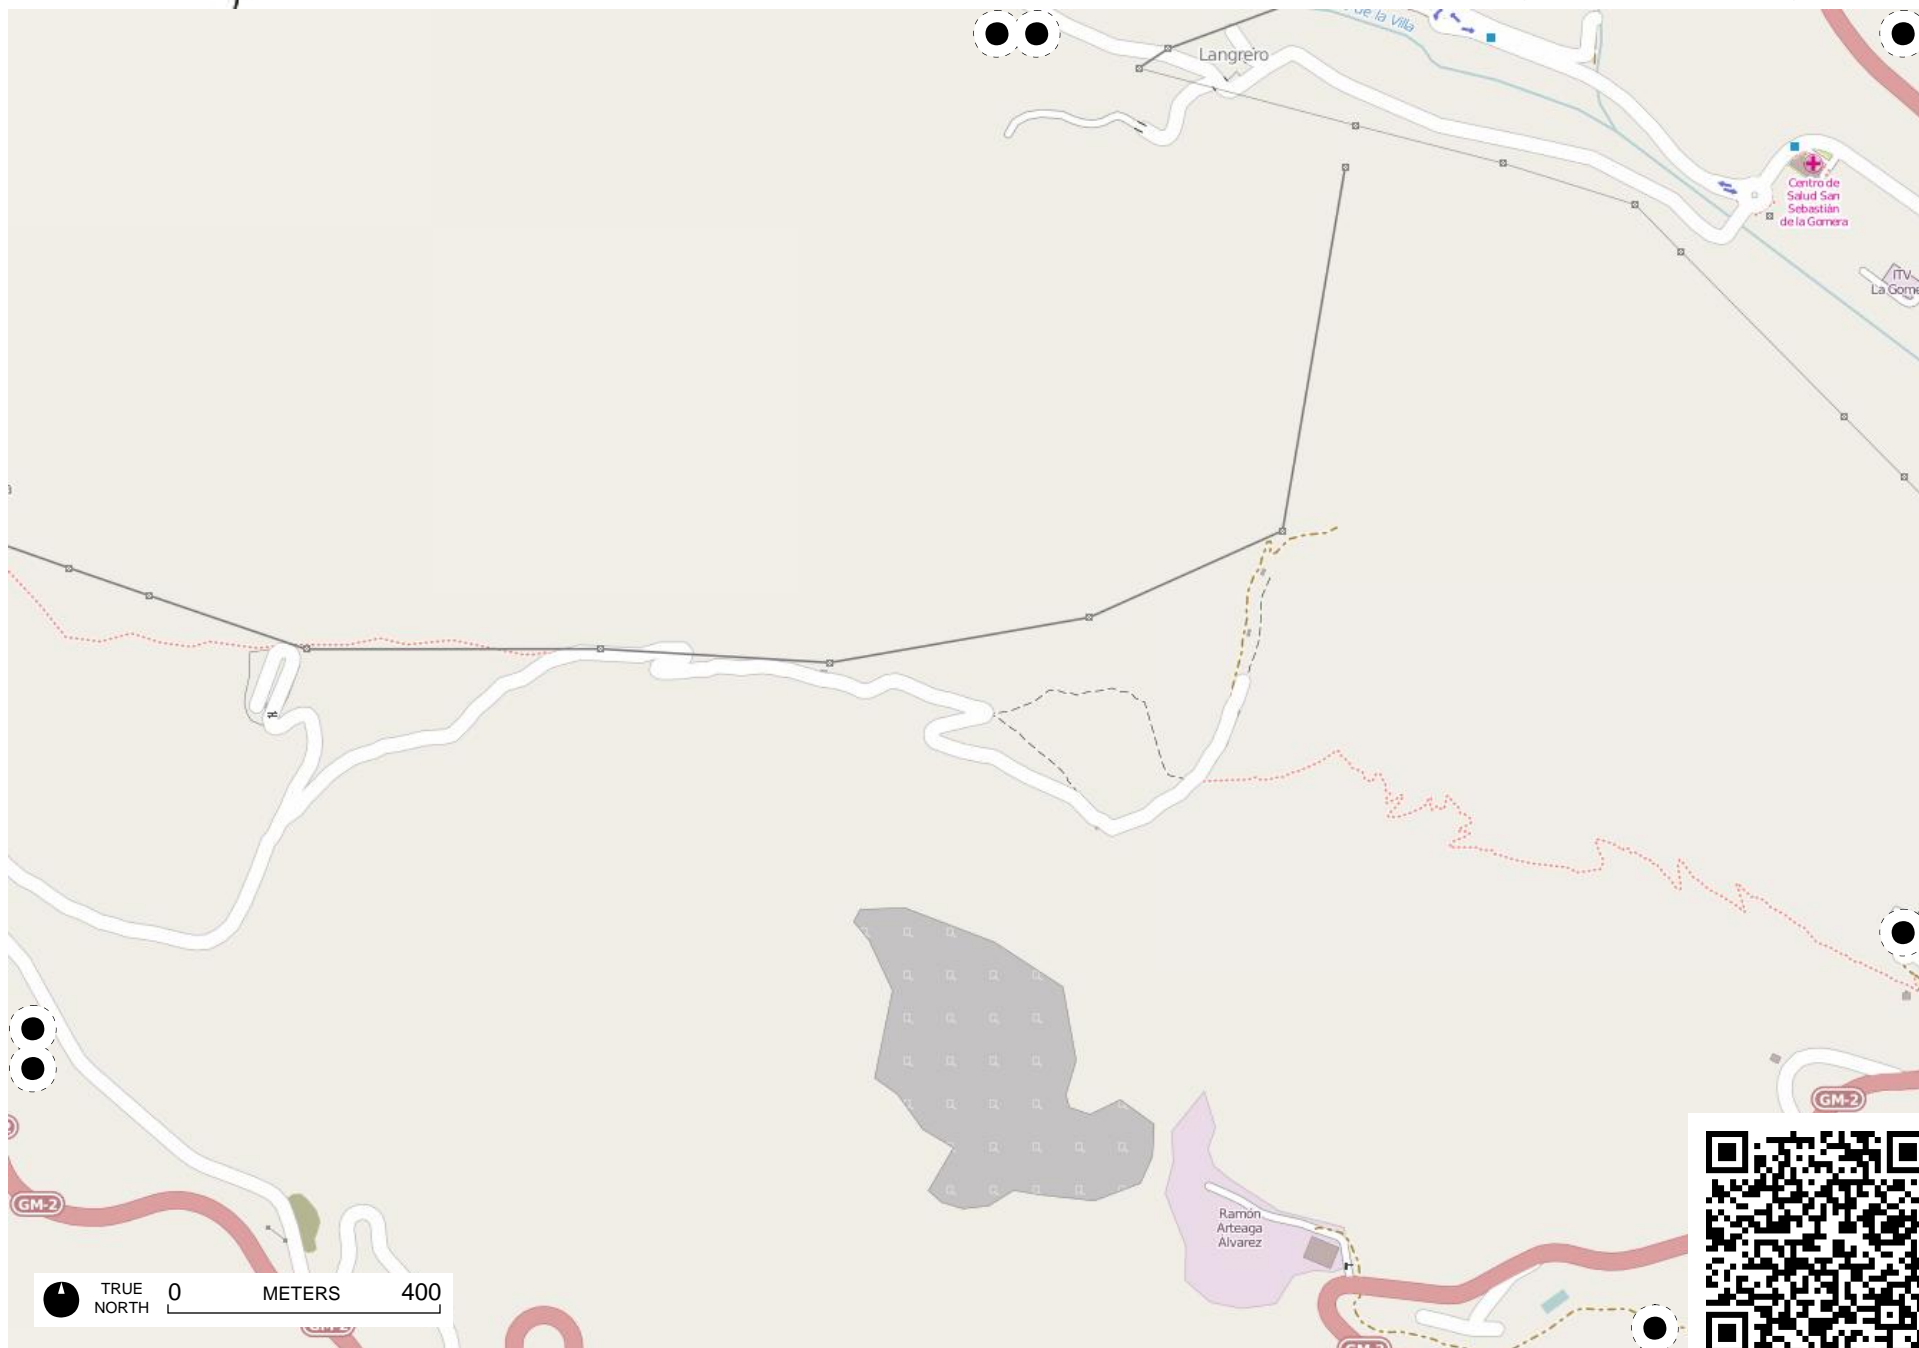 de la Villa
Langrero
Centro de
Salud San
Sebastián
de la Gomera
ITV
La Gome
GM-2
GM-2
Ramón
Arteaga
Álvarez
TRUE
NORTH
0 METERS 400